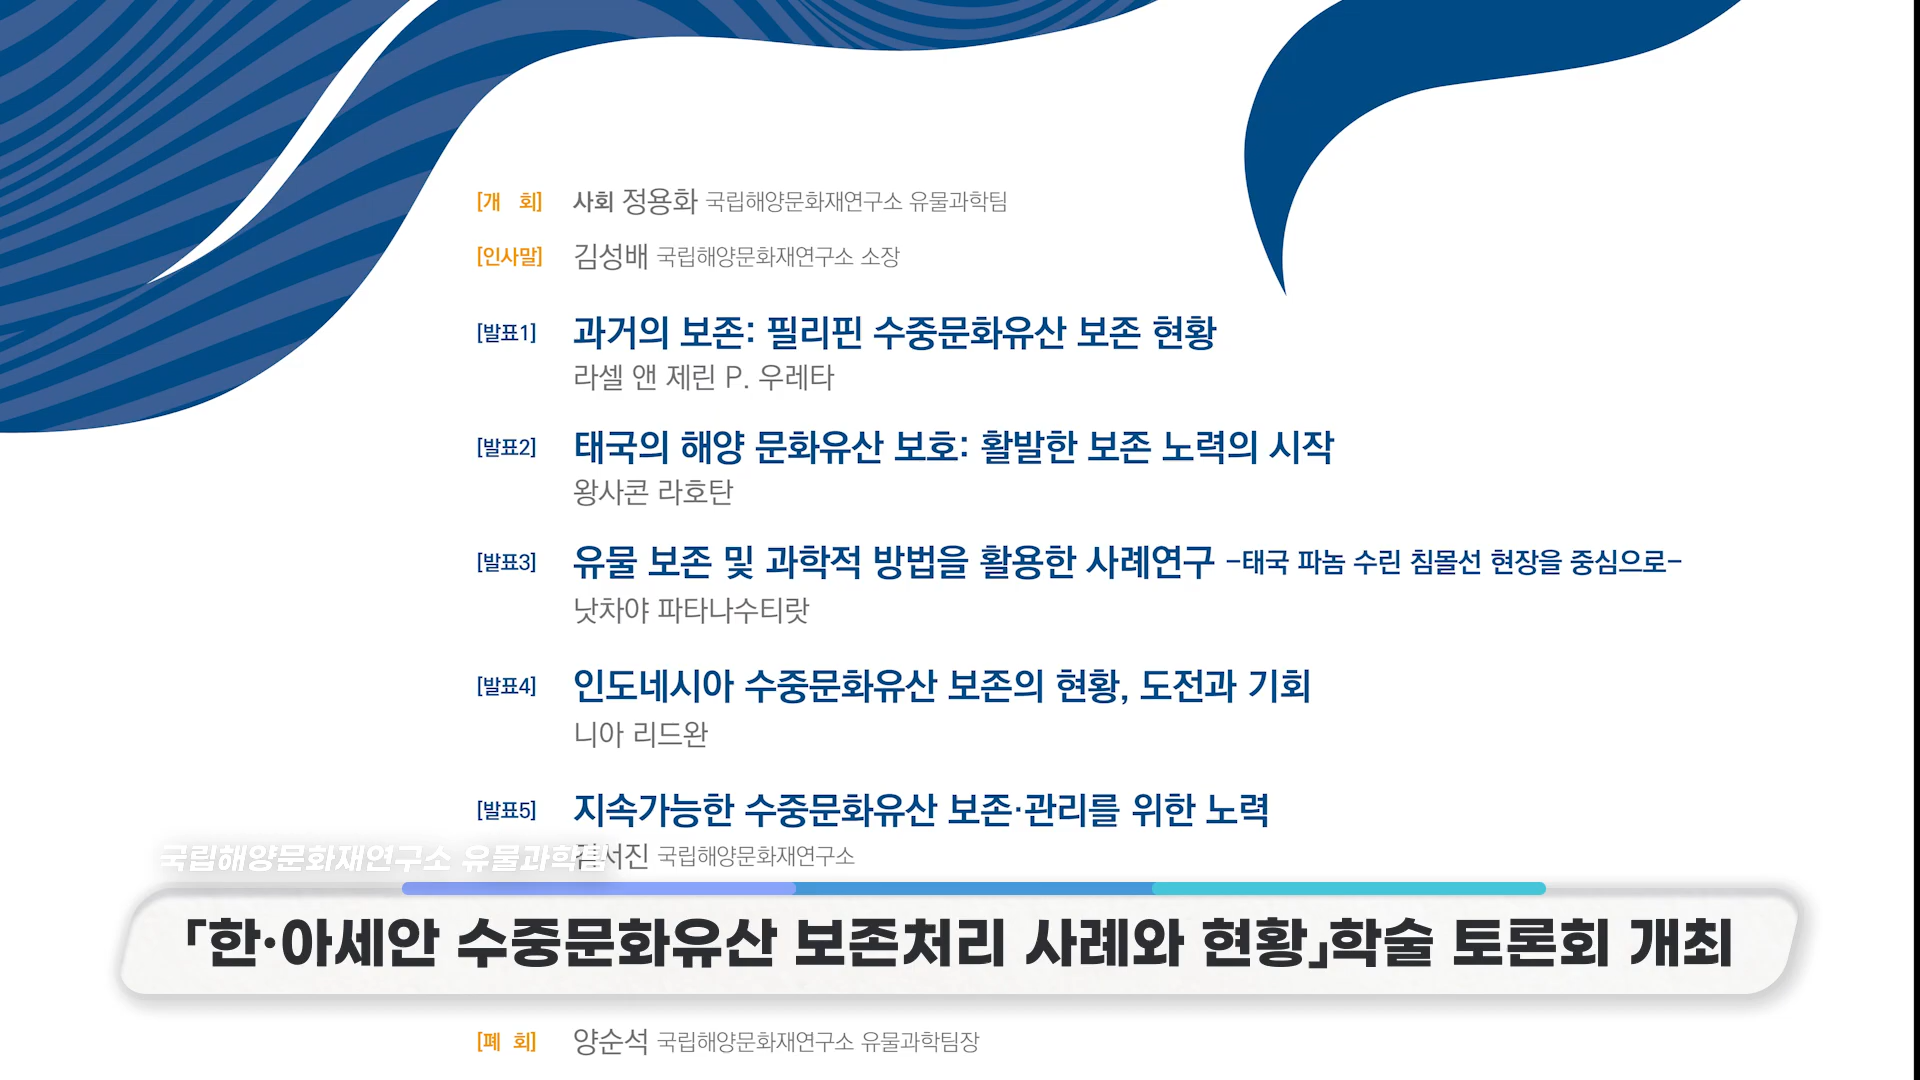 [개 회] 사회 정용화 국립해양문화재연구소 유물과학팀
[인사말] 김성배 국립해양문화재연구소 소장
[발표1] 과거의 보존: 필리핀 수중문화유산 보존 현황
라셀 앤 제린 P. 우레타
[발표2] 태국의 해양 문화유산 보호: 활발한 보존 노력의 시작
왕사콘 라호탄
[발표3] 유물 보존 및 과학적 방법을 활용한 사례연구 -태국 파놈 수린 침몰선 현장을 중심으로-
낫차야 파타나수티랏
[발표4] 인도네시아 수중문화유산 보존의 현황, 도전과 기회
니아 리드완
[발표5] 지속가능한 수중문화유산 보존·관리를 위한 노력
서진 국립해양문화재연구소
국립해양문화재연구소 유물과학팀
「한·아세안 수중문화유산 보존처리 사례와 현황」학술 토론회 개최
[폐 회] 양순석 국립해양문화재연구소 유물과학팀장